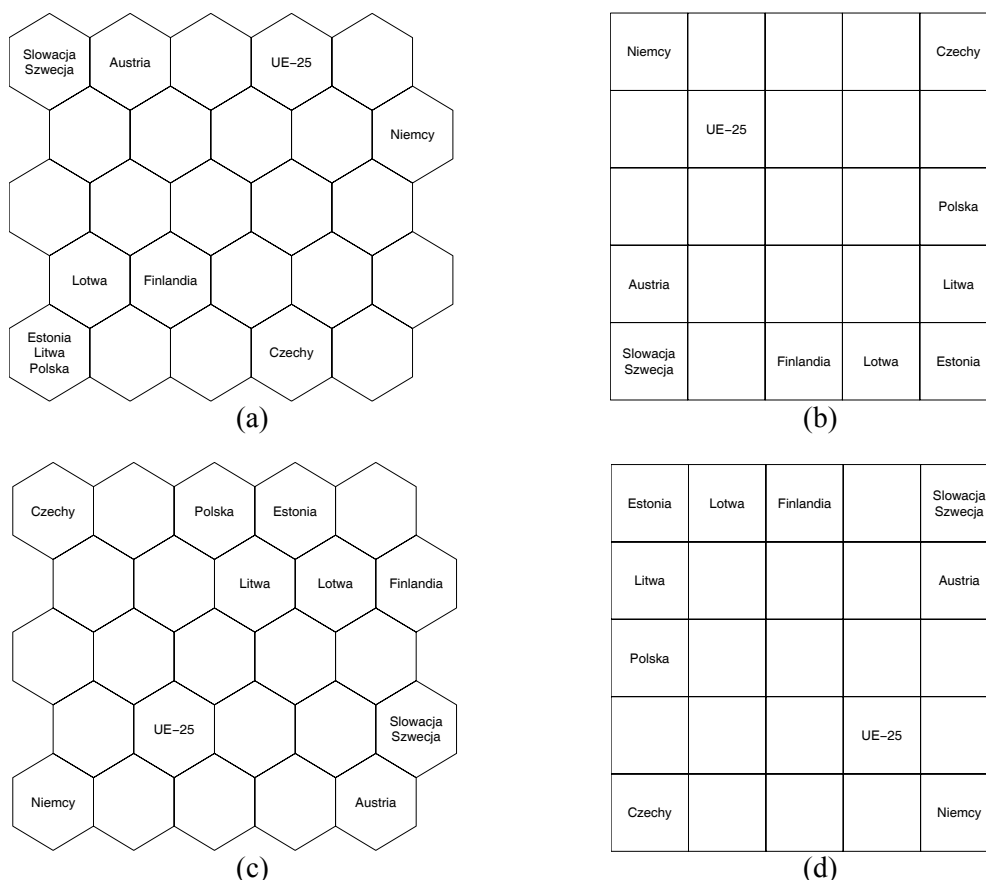 Slowacja
Szwecja
Austria
UE−25
Niemcy
Lotwa
Finlandia
Estonia
Litwa
Polska
Czechy
(a)
Niemcy
Czechy
UE−25
Polska
Austria
Litwa
Slowacja
Szwecja
Finlandia
Lotwa
Estonia
(b)
Czechy
Polska
Estonia
Litwa
Lotwa
Finlandia
UE−25
Slowacja
Szwecja
Niemcy
Austria
(c)
Estonia
Lotwa
Finlandia
Slowacja
Szwecja
Litwa
Austria
Polska
UE−25
Czechy
Niemcy
(d)